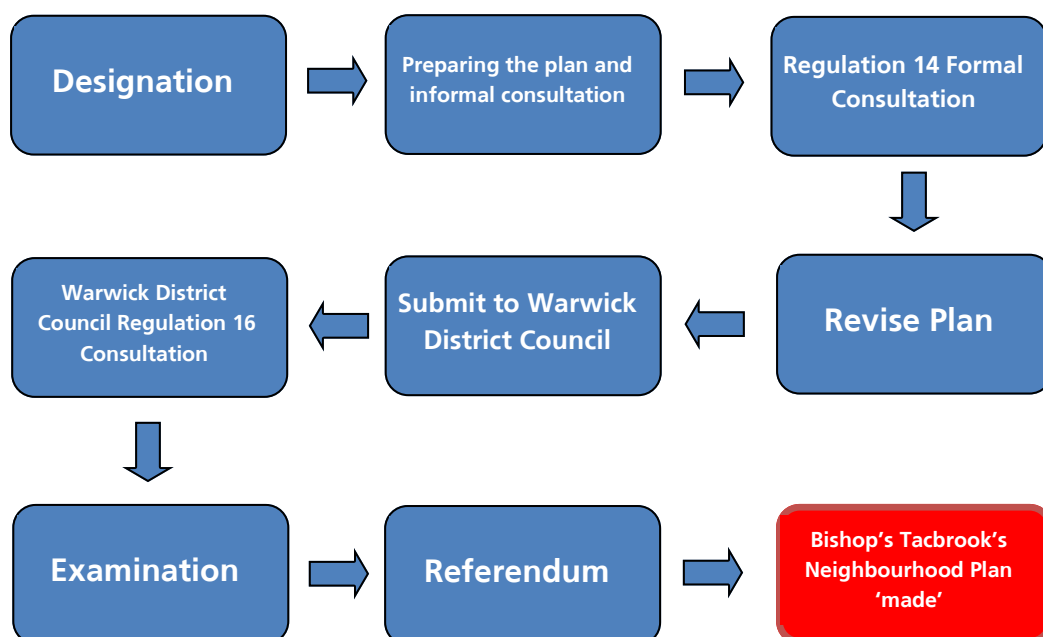 Designation
Preparing the plan and
informal consultation
Regulation 14 Formal
Consultation
Revise Plan
Submit to Warwick
District Council
Warwick District
Council Regulation 16
Consultation
Examination
Referendum
Bishop’s Tacbrook’s
Neighbourhood Plan
‘made’